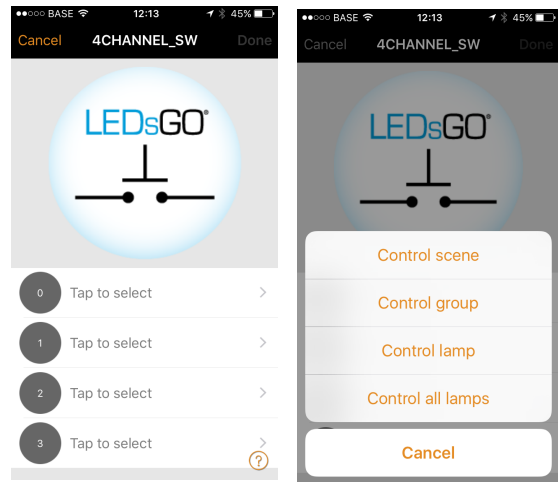 ●●○○○ BASE 12:13 45%
Cancel 4CHANNEL_SW Done
LEDsGO®
0 Tap to select
1 Tap to select
2 Tap to select
3 Tap to select
?
●●○○○ BASE 12:13 53%
Cancel 4CHANNEL_SW Done
LEDsGO®
Control scene
Control group
Control lamp
Control all lamps
Cancel